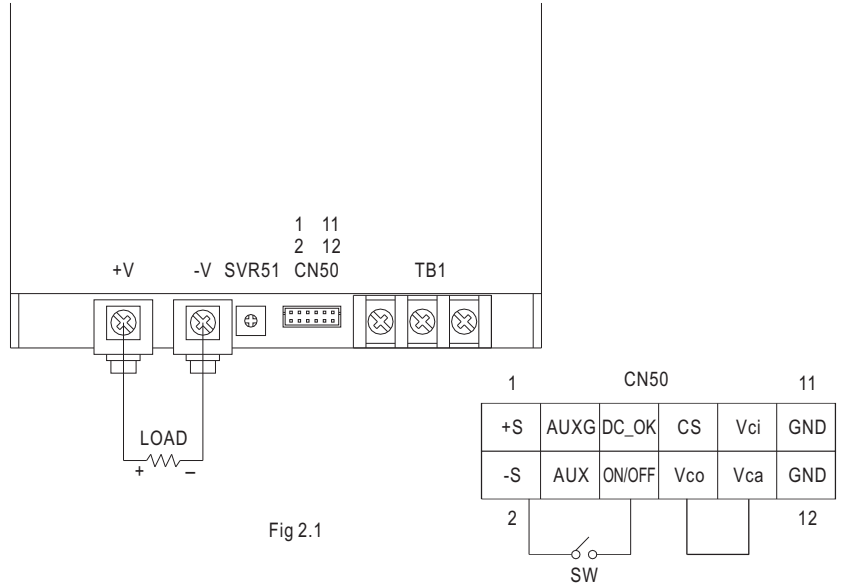 1 11
2 12
+V -V SVR51 CN50 TB1
LOAD
+ −
Fig 2.1
1 CN50 11
+S AUXG DC_OK CS Vci GND
-S AUX ON/OFF Vco Vca GND
2 12
SW